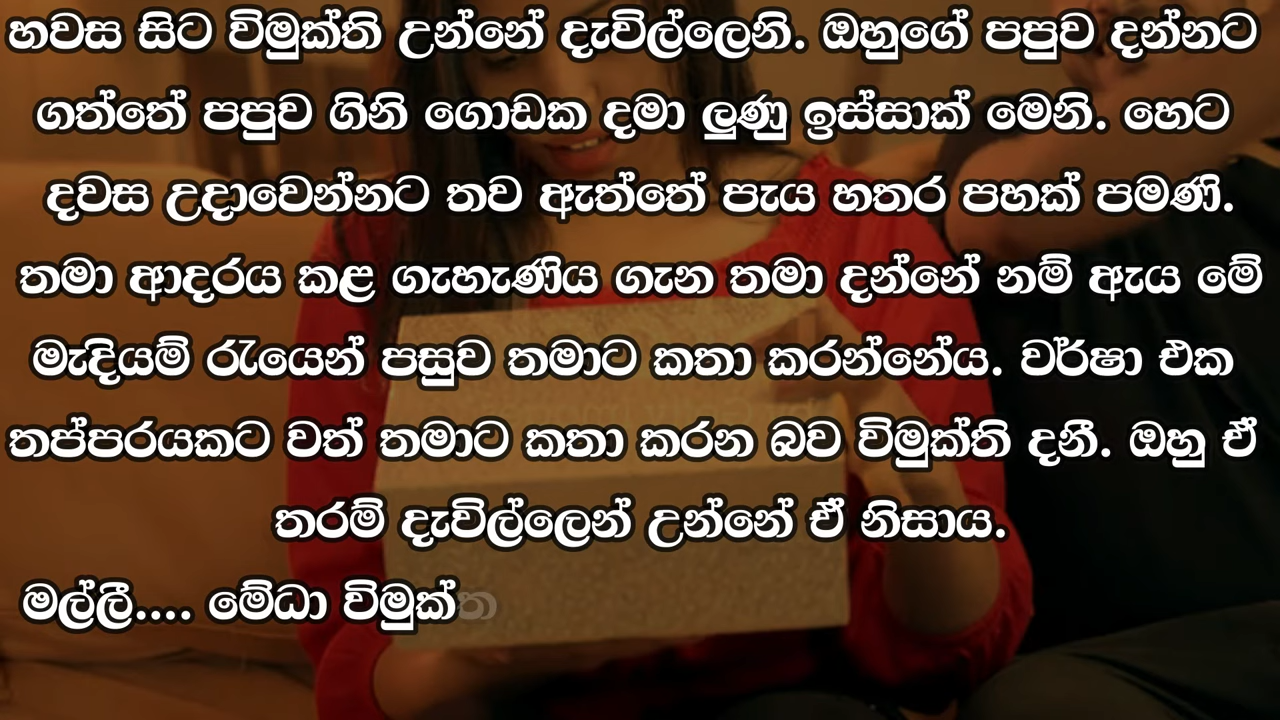 හවස සිට විමුක්ති උන්නේ දැවිල්ලෙනි. ඔහුගේ පපුව දන්නට
ගත්තේ පපුව ගිනි ගොඩක දමා ලුණු ඉස්සාක් මෙනි. හෙට
දවස උදාවෙන්නට තව ඇත්තේ පැය හතර පහක් පමණි.
තමා ආදරය කළ ගැහැණිය ගැන තමා දන්නේ නම් ඇය මේ
මැදියම් රැයෙන් පසුව තමාට කතා කරන්නේය. වර්ෂා එක
තප්පරයකට වත් තමාට කතා කරන බව විමුක්ති දනී. ඔහු ඒ
තරම් දැවිල්ලෙන් උන්නේ ඒ නිසාය.
මල්ලී.... මේධා විමුක්ත